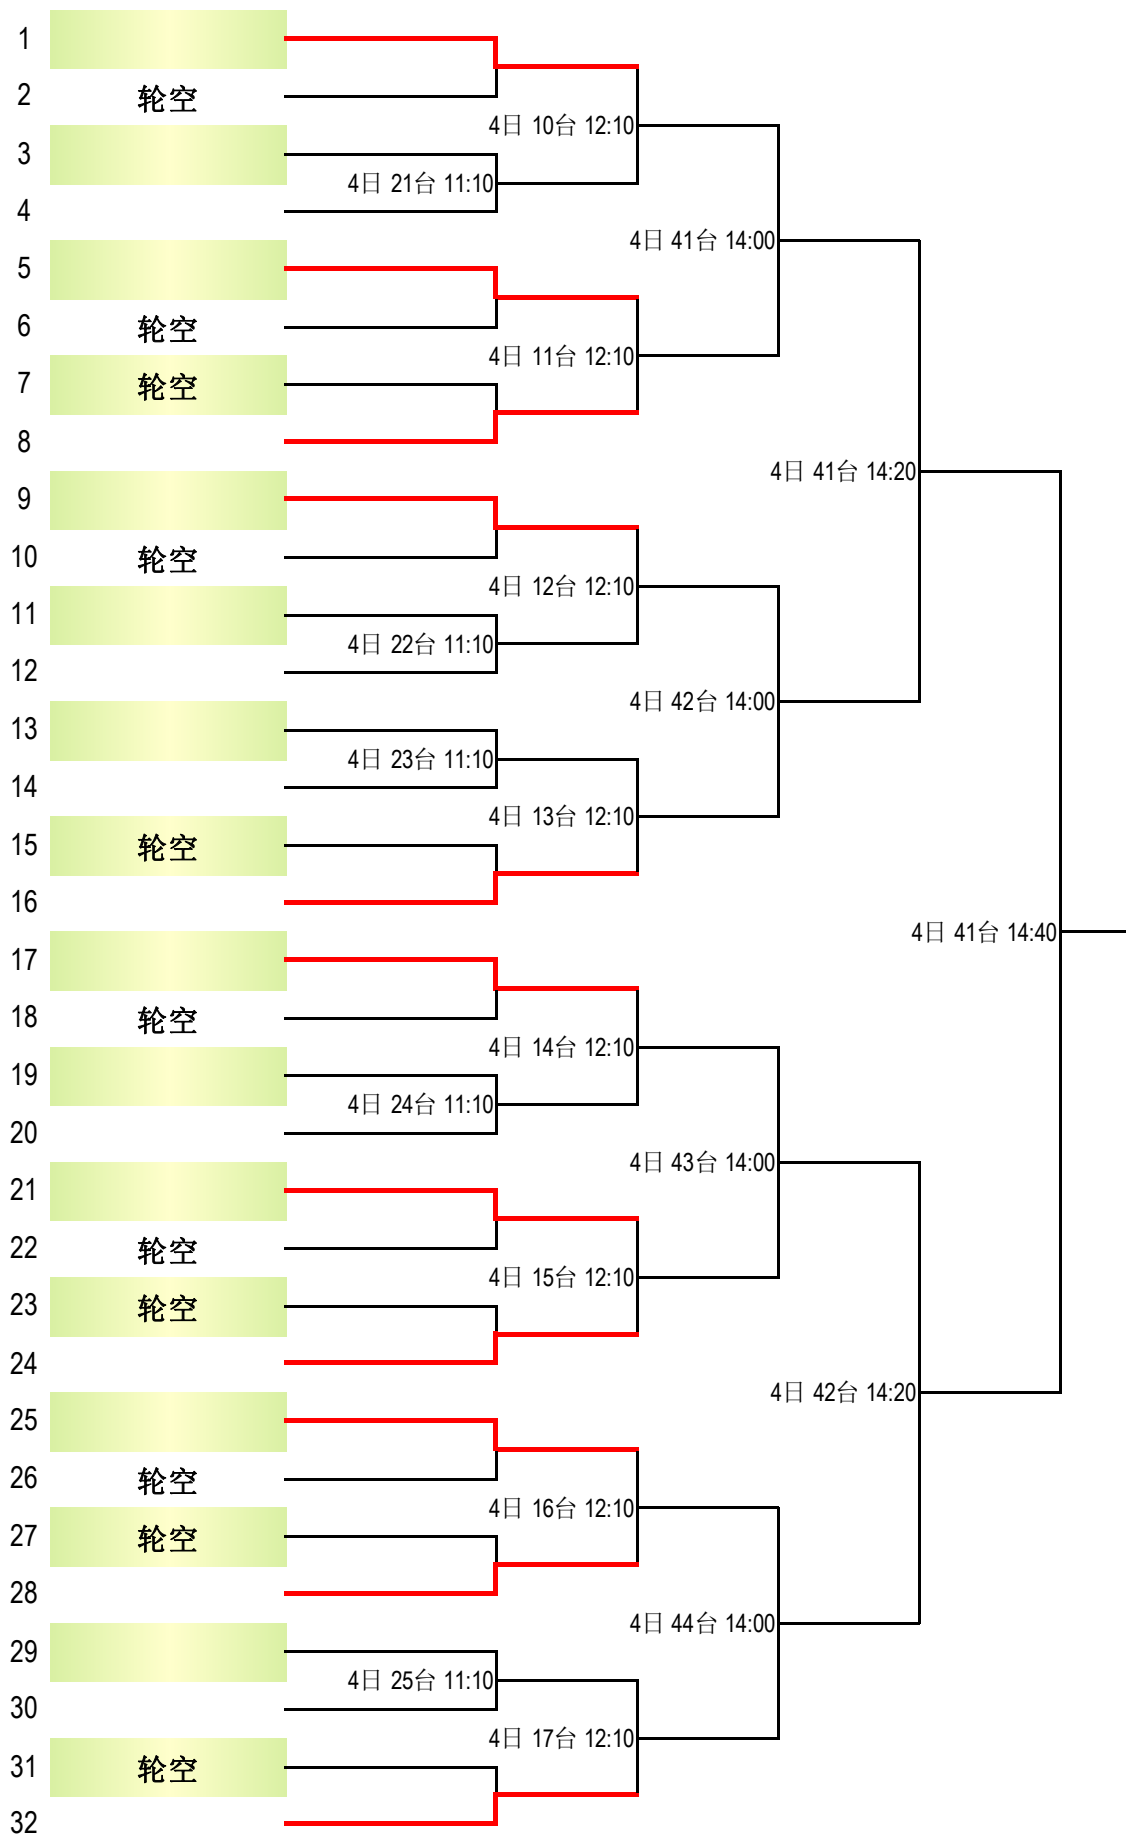 1
2 轮空
4日 10台 12:10
3
4日 21台 11:10
4
4日 41台 14:00
5
6 轮空
4日 11台 12:10
7 轮空
8
4日 41台 14:20
9
10 轮空
4日 12台 12:10
11
4日 22台 11:10
12
4日 42台 14:00
13
4日 23台 11:10
14
4日 13台 12:10
15 轮空
16
4日 41台 14:40
17
18 轮空
4日 14台 12:10
19
4日 24台 11:10
20
4日 43台 14:00
21
22 轮空
4日 15台 12:10
23 轮空
24
4日 42台 14:20
25
26 轮空
4日 16台 12:10
27 轮空
28
4日 44台 14:00
29
4日 25台 11:10
30
4日 17台 12:10
31 轮空
32